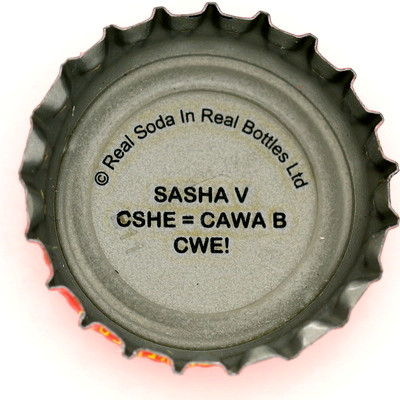 © Real Soda In Real Bottles Ltd
SASHA V
CSHE = CAWA B
CWE!